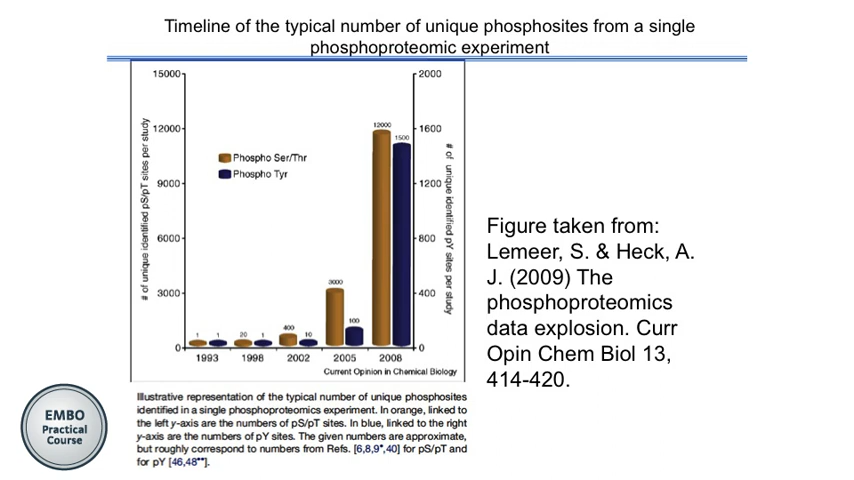 Timeline of the typical number of unique phosphosites from a single
phosphoproteomic experiment
15000
12000
9000
6000
3000
0
# of unique identified pS/pT sites per study
Phospho Ser/Thr
Phospho Tyr
1
1
20
1
400
10
3000
100
12000
1500
1993
1998
2002
2005
2008
2000
1600
1200
800
400
0
# of unique identified pY sites per study
Current Opinion in Chemical Biology
Illustrative representation of the typical number of unique phosphosites
identified in a single phosphoproteomics experiment. In orange, linked to
the left y-axis are the numbers of pS/pT sites. In blue, linked to the right
y-axis are the numbers of pY sites. The given numbers are approximate,
but roughly correspond to numbers from Refs. [6,8,9•,40] for pS/pT and
for pY [46,48••].
Figure taken from:
Lemeer, S. & Heck, A.
J. (2009) The
phosphoproteomics
data explosion. Curr
Opin Chem Biol 13,
414-420.
EMBO
Practical
Course